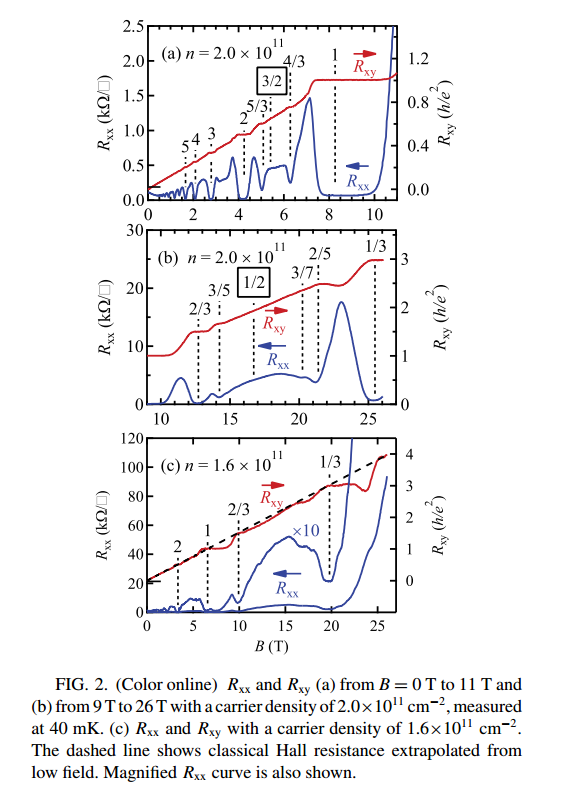 2.5
2.0
1.5
1.0
0.5
0.0
R_xx (kΩ/□)
(a) n = 2.0 × 10^11
5 4 3 2 5/3 3/2 4/3 1
R_xy
R_xx
1.2
0.8
0.4
0.0
R_xy (h/e^2)
0 2 4 6 8 10
30
20
10
0
R_xx (kΩ/□)
(b) n = 2.0 × 10^11
2/3 3/5 1/2 3/7 2/5 1/3
R_xy
R_xx
3
2
1
0
R_xy (h/e^2)
10 15 20 25
120
100
80
60
40
20
0
R_xx (kΩ/□)
(c) n = 1.6 × 10^11
2 1 2/3 1/3
R_xy
×10
R_xx
4
3
2
1
0
R_xy (h/e^2)
0 5 10 15 20 25
B (T)
FIG. 2. (Color online) R_xx and R_xy (a) from B = 0 T to 11 T and
(b) from 9 T to 26 T with a carrier density of 2.0×10^11 cm^−2, measured
at 40 mK. (c) R_xx and R_xy with a carrier density of 1.6×10^11 cm^−2.
The dashed line shows classical Hall resistance extrapolated from
low field. Magnified R_xx curve is also shown.